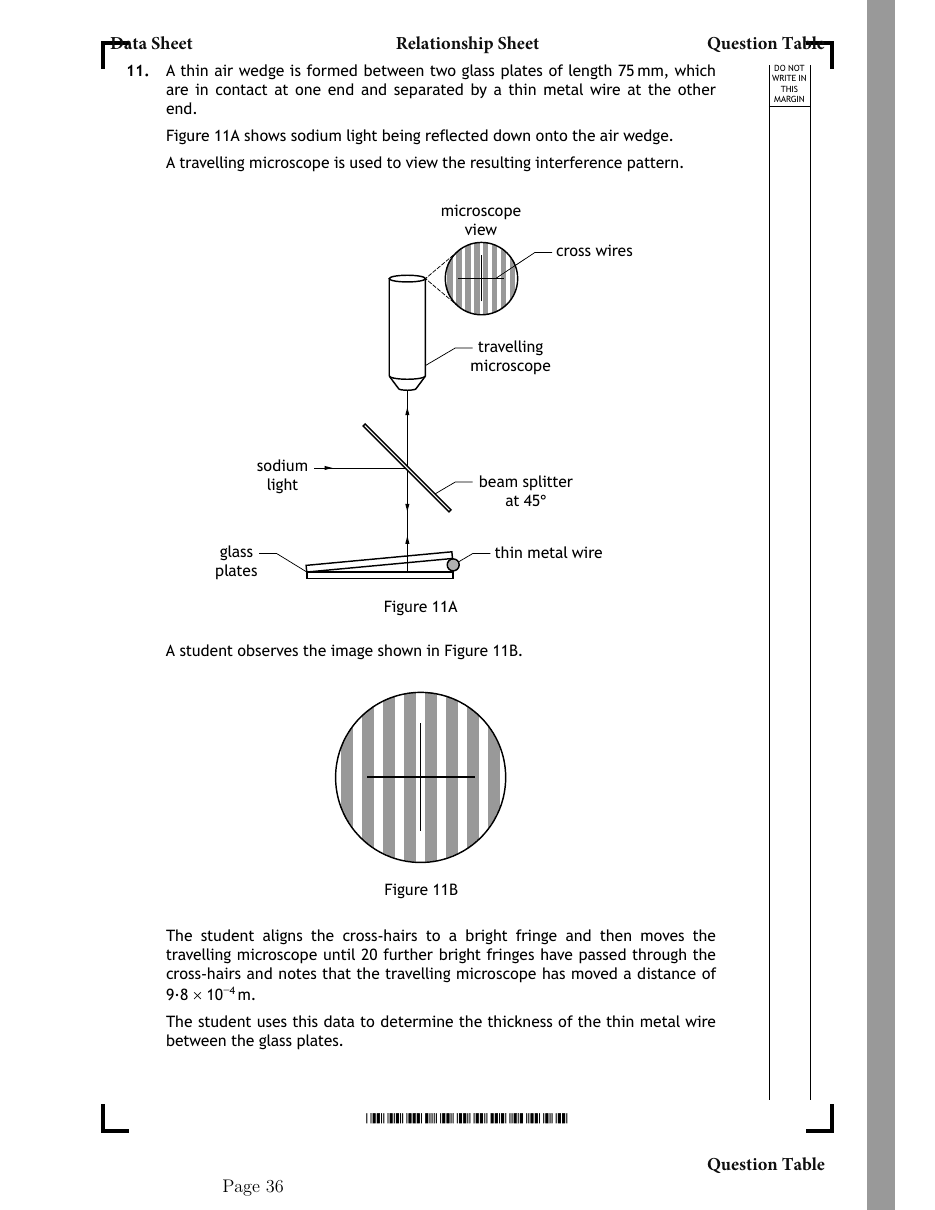 Data Sheet Relationship Sheet Question Table
DO NOT
WRITE IN
THIS
MARGIN
11. A thin air wedge is formed between two glass plates of length 75 mm, which
are in contact at one end and separated by a thin metal wire at the other
end.
Figure 11A shows sodium light being reflected down onto the air wedge.
A travelling microscope is used to view the resulting interference pattern.
microscope
view
cross wires
travelling
microscope
sodium
light
beam splitter
at 45°
glass
plates
thin metal wire
Figure 11A
A student observes the image shown in Figure 11B.
Figure 11B
The student aligns the cross-hairs to a bright fringe and then moves the
travelling microscope until 20 further bright fringes have passed through the
cross-hairs and notes that the travelling microscope has moved a distance of
9·8 × 10⁻⁴ m.
The student uses this data to determine the thickness of the thin metal wire
between the glass plates.
Question Table
Page 36